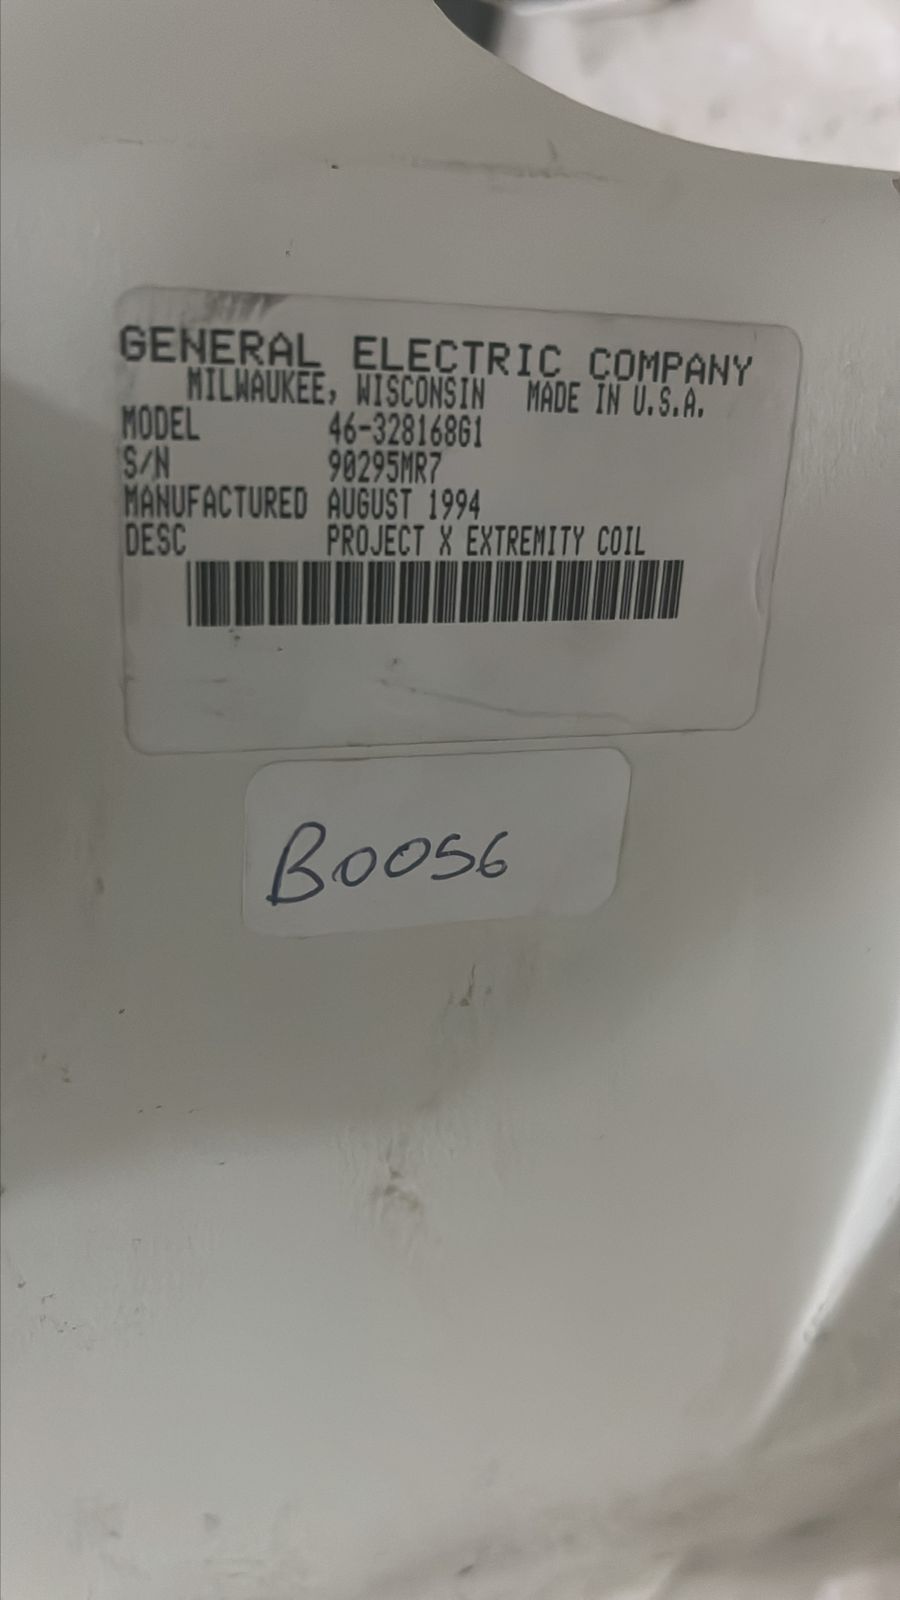 GENERAL ELECTRIC COMPANY
MILWAUKEE, WISCONSIN MADE IN U.S.A.
MODEL 46-328168G1
S/N 90295MR7
MANUFACTURED AUGUST 1994
DESC PROJECT X EXTREMITY COIL
B0056